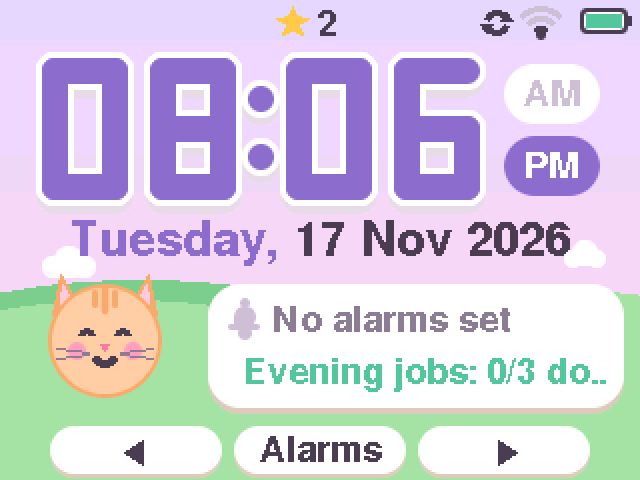 2
08:06
AM
PM
Tuesday, 17 Nov 2026
No alarms set
Evening jobs: 0/3 do..
Alarms